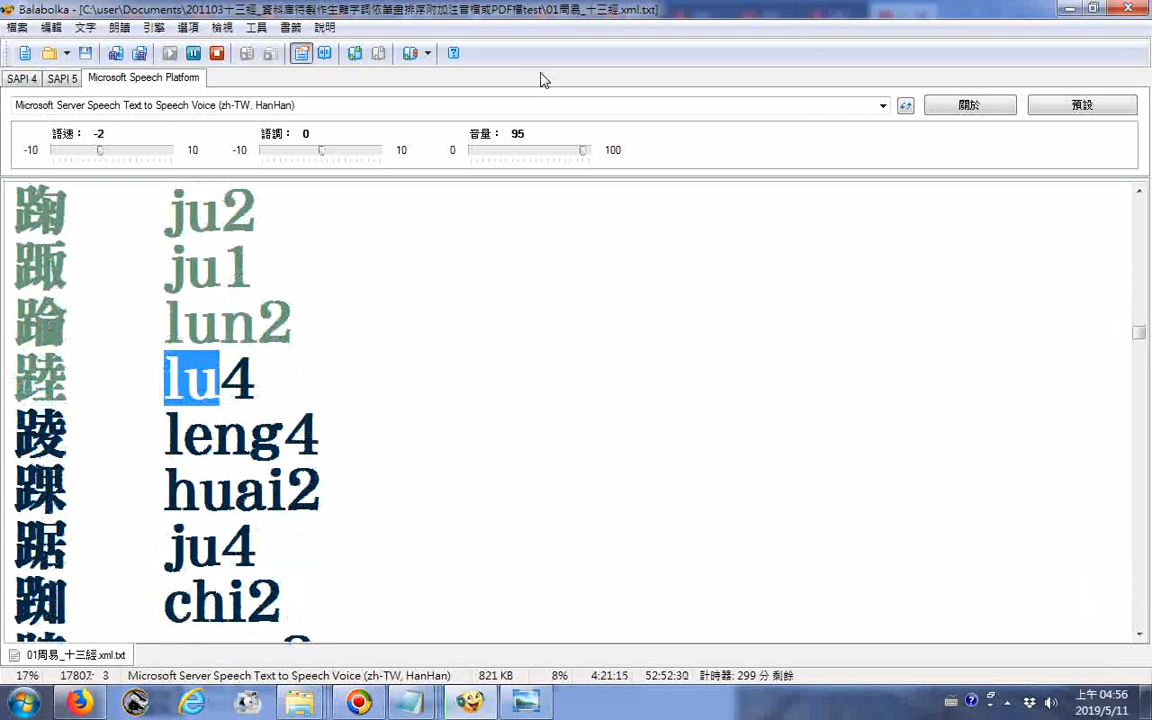 Balabolka - [C:\user\Documents\201103十三經_資料庫待製作生難字詞依筆畫排序附加注音檔或PDF檔test\01周易_十三經.xml.txt]
檔案 編輯 文字 朗讀 引擎 選項 檢視 工具 書籤 說明
SAPI 4 SAPI 5 Microsoft Speech Platform
Microsoft Server Speech Text to Speech Voice (zh-TW, HanHan) 關於 預設
語速： -2 語調： 0 音量： 95
-10 10 -10 10 0 100
踘 ju2
踙 ju1
踚 lun2
踛 lu4
踜 leng4
踝 huai2
踞 ju4
踟 chi2
01周易_十三經.xml.txt
17% 17807: 3 Microsoft Server Speech Text to Speech Voice (zh-TW, HanHan) 821 KB 8% 4:21:15 52:52:30 計時器: 299 分 剩餘
上午 04:56
2019/5/11